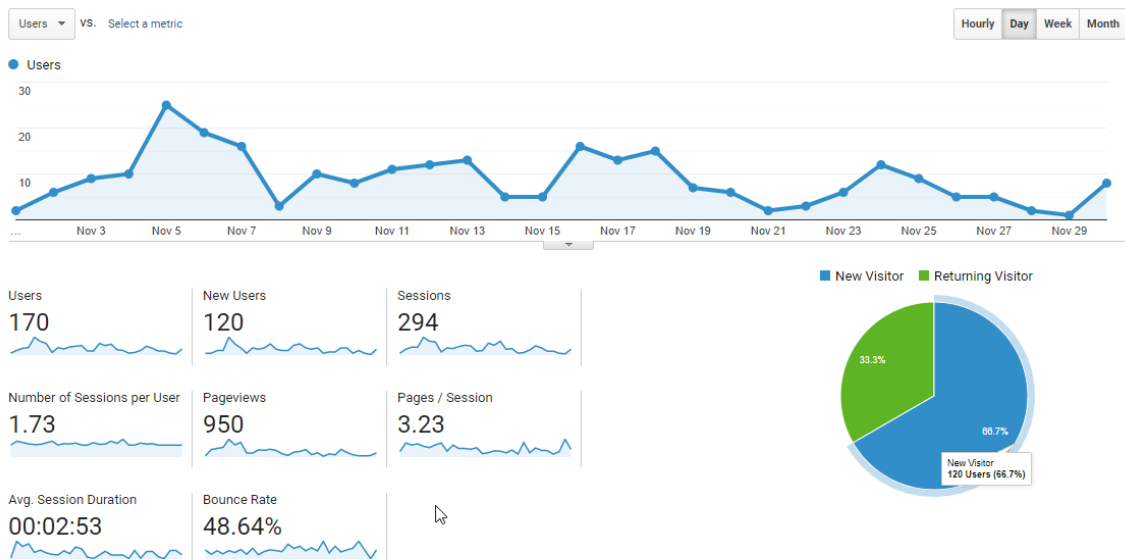 Users VS. Select a metric
Hourly Day Week Month
Users
30
20
10
... Nov 3 Nov 5 Nov 7 Nov 9 Nov 11 Nov 13 Nov 15 Nov 17 Nov 19 Nov 21 Nov 23 Nov 25 Nov 27 Nov 29
New Visitor Returning Visitor
Users New Users Sessions
170 120 294
33.3%
Number of Sessions per User Pageviews Pages / Session
1.73 950 3.23
66.7%
New Visitor
120 Users (66.7%)
Avg. Session Duration Bounce Rate
00:02:53 48.64%